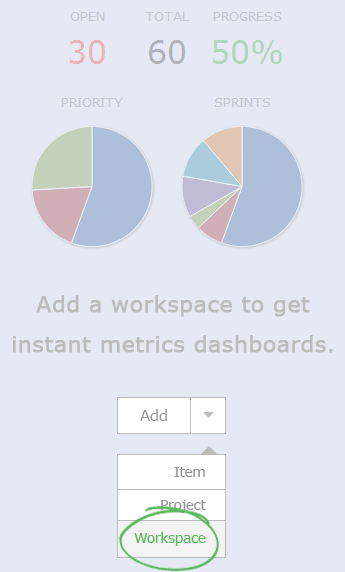 OPEN TOTAL PROGRESS
30 60 50%
PRIORITY SPRINTS
Add a workspace to get
instant metrics dashboards.
Add
Item
Project
Workspace